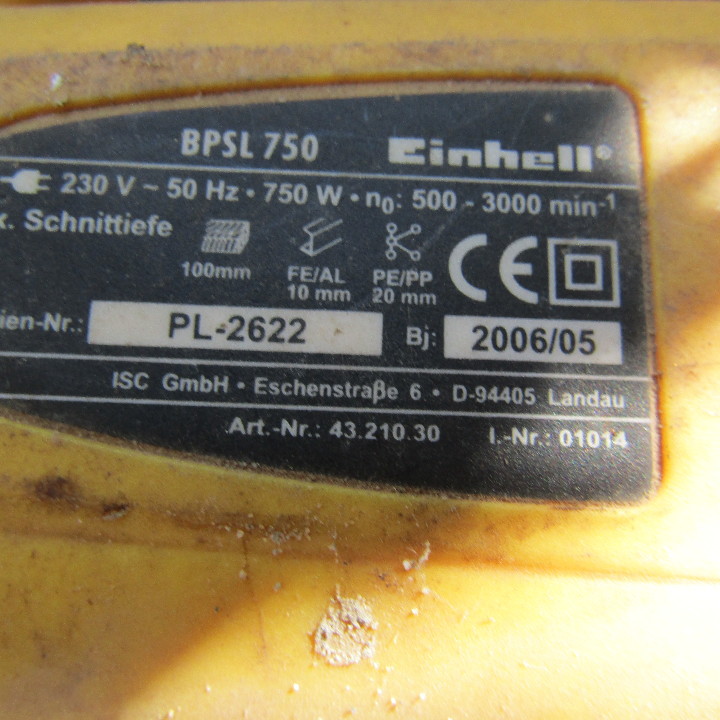 BPSL 750 Einhell®
230 V ~ 50 Hz • 750 W • n0: 500 - 3000 min-1
x. Schnittiefe
100mm FE/AL PE/PP
10 mm 20 mm
CE
ien-Nr.: PL-2622 Bj: 2006/05
ISC GmbH • Eschenstraße 6 • D-94405 Landau
Art.-Nr.: 43.210.30 I.-Nr.: 01014